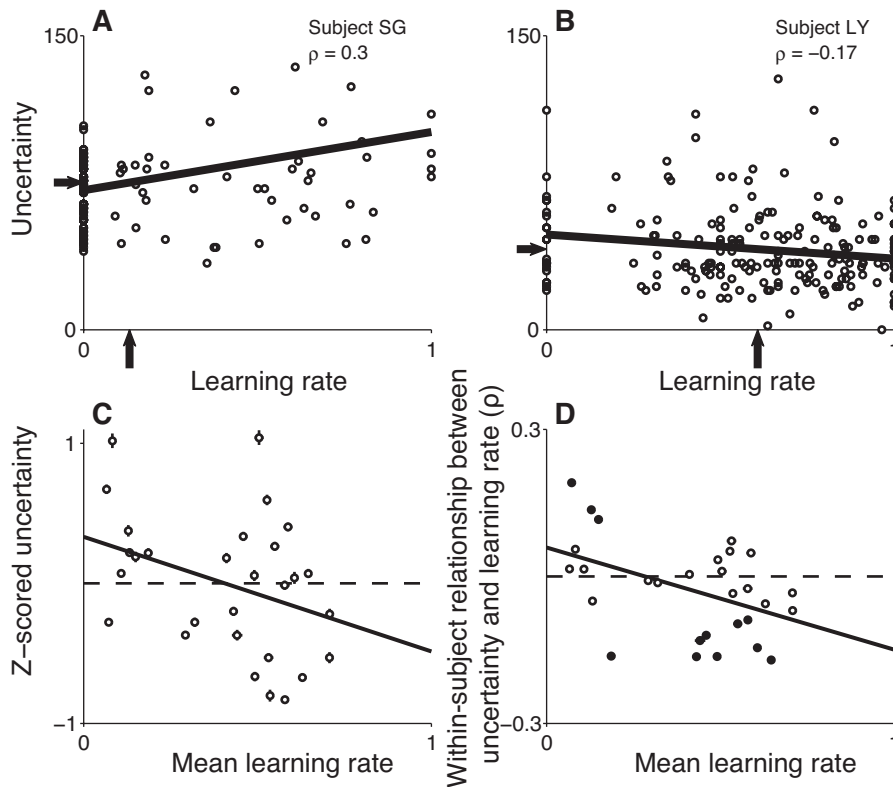 A
150
Subject SG
ρ = 0.3
Uncertainty
0
0
1
Learning rate
B
150
Subject LY
ρ = −0.17
0
0
1
Learning rate
C
1
Z−scored uncertainty
−1
0
1
Mean learning rate
D
0.3
Within−subject relationship between
uncertainty and learning rate (ρ)
−0.3
0
1
Mean learning rate